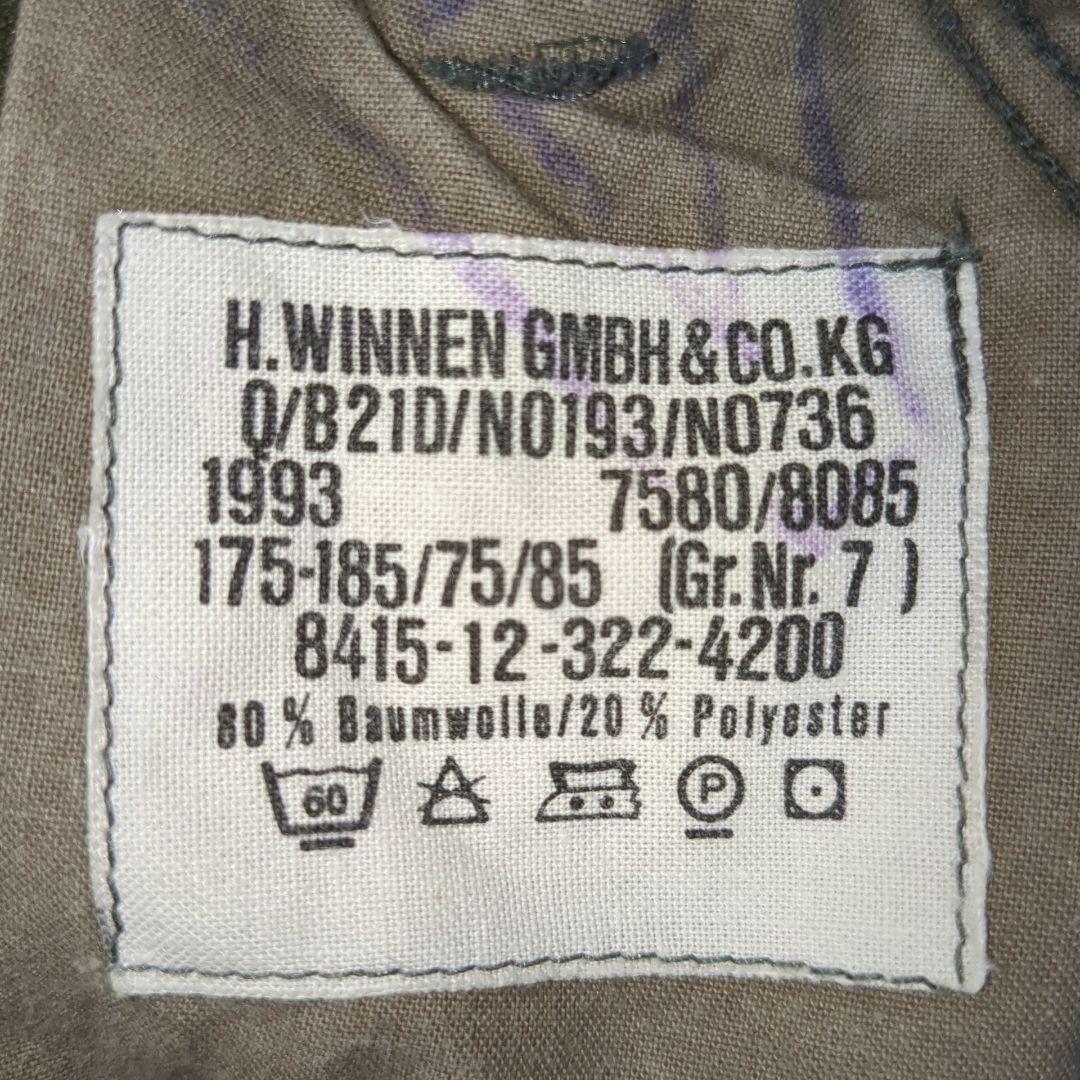 H.WINNEN GMBH & CO.KG
Q/B21D/N0193/N0736
1993 7580/8085
175-185/75/85 (Gr.Nr. 7 )
8415-12-322-4200
80 % Baumwolle/20 % Polyester
60 P